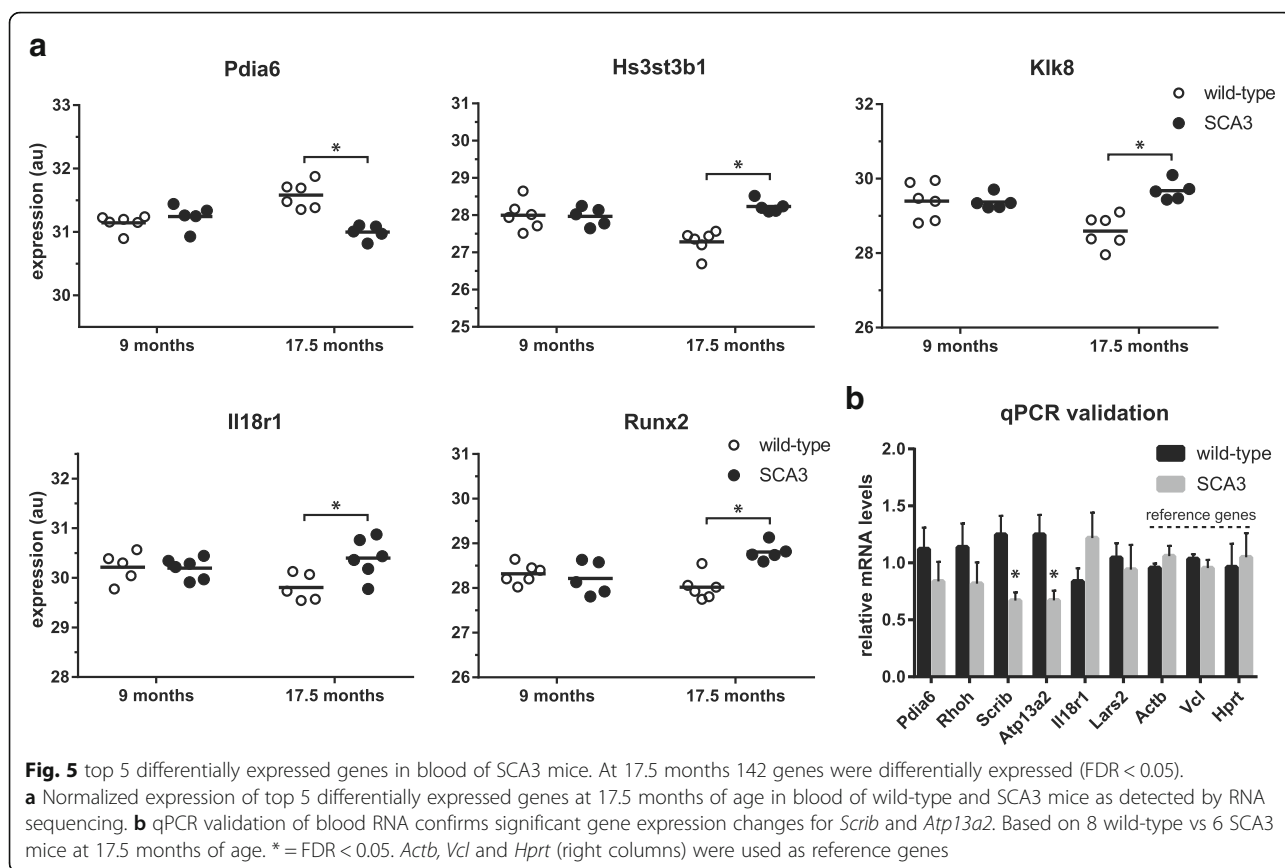 a
Pdia6
33
32
31
30
expression (au)
*
9 months
17.5 months
Hs3st3b1
31
30
29
28
27
26
25
*
9 months
17.5 months
Klk8
wild-type
SCA3
32
30
28
26
*
9 months
17.5 months
Il18r1
32
31
30
29
28
expression (au)
*
9 months
17.5 months
Runx2
wild-type
SCA3
31
30
29
28
27
26
*
9 months
17.5 months
b
qPCR validation
wild-type
SCA3
reference genes
2.0
1.5
1.0
0.5
0.0
relative mRNA levels
*
*
Pdia6
Rhoh
Scrib
Atp13a2
Il18r1
Lars2
Actb
Vcl
Hprt
Fig. 5 top 5 differentially expressed genes in blood of SCA3 mice. At 17.5 months 142 genes were differentially expressed (FDR < 0.05).
a Normalized expression of top 5 differentially expressed genes at 17.5 months of age in blood of wild-type and SCA3 mice as detected by RNA
sequencing. b qPCR validation of blood RNA confirms significant gene expression changes for Scrib and Atp13a2. Based on 8 wild-type vs 6 SCA3
mice at 17.5 months of age. * = FDR < 0.05. Actb, Vcl and Hprt (right columns) were used as reference genes